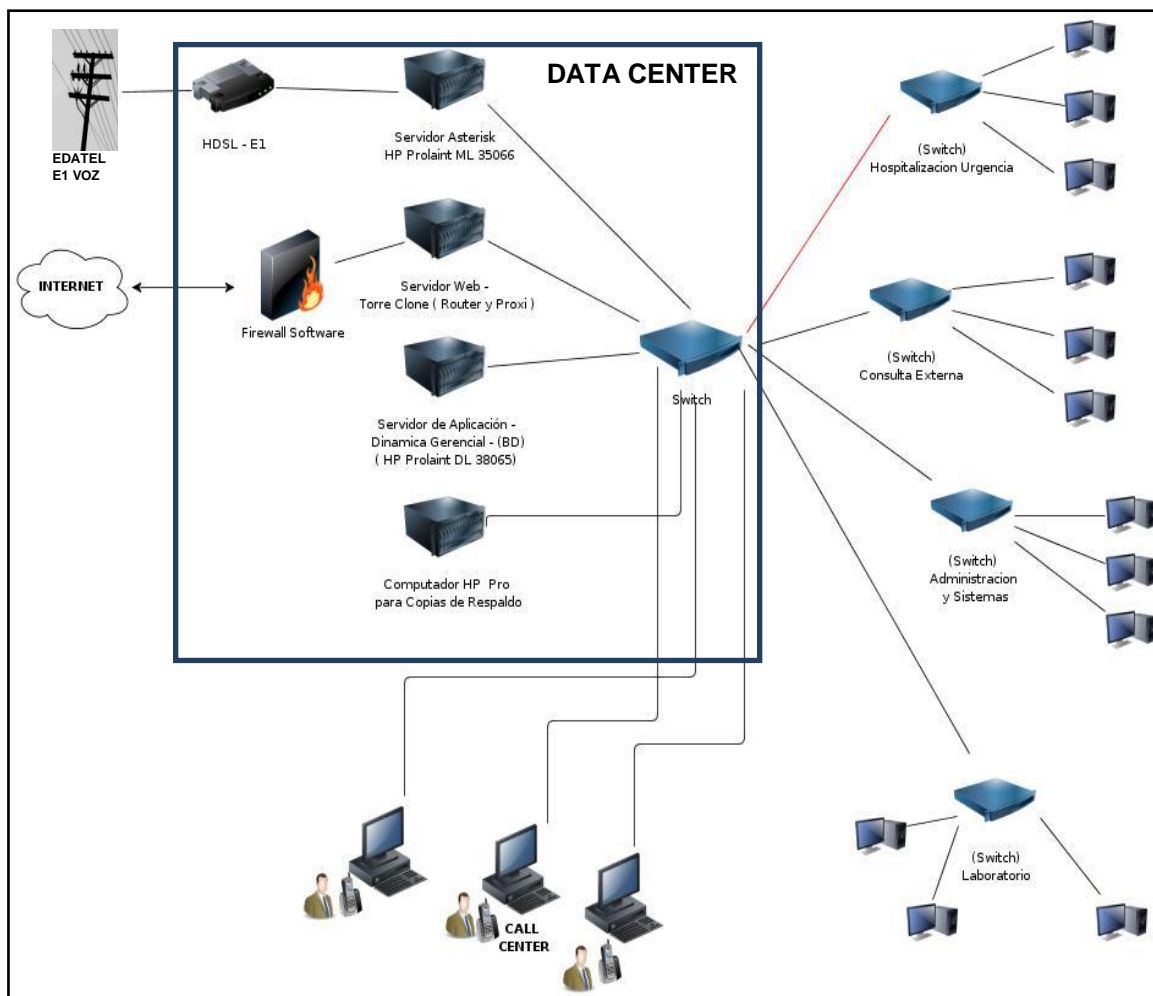 DATA CENTER
EDATEL
E1 VOZ
HDSL - E1
Servidor Asterisk
HP Prolaint ML 35066
(Switch)
Hospitalizacion Urgencia
INTERNET
Firewall Software
Servidor Web -
Torre Clone ( Router y Proxi )
Switch
(Switch)
Consulta Externa
Servidor de Aplicación -
Dinamica Gerencial - (BD)
( HP Prolaint DL 38065)
Computador HP Pro
para Copias de Respaldo
(Switch)
Administracion
y Sistemas
(Switch)
Laboratorio
CALL
CENTER